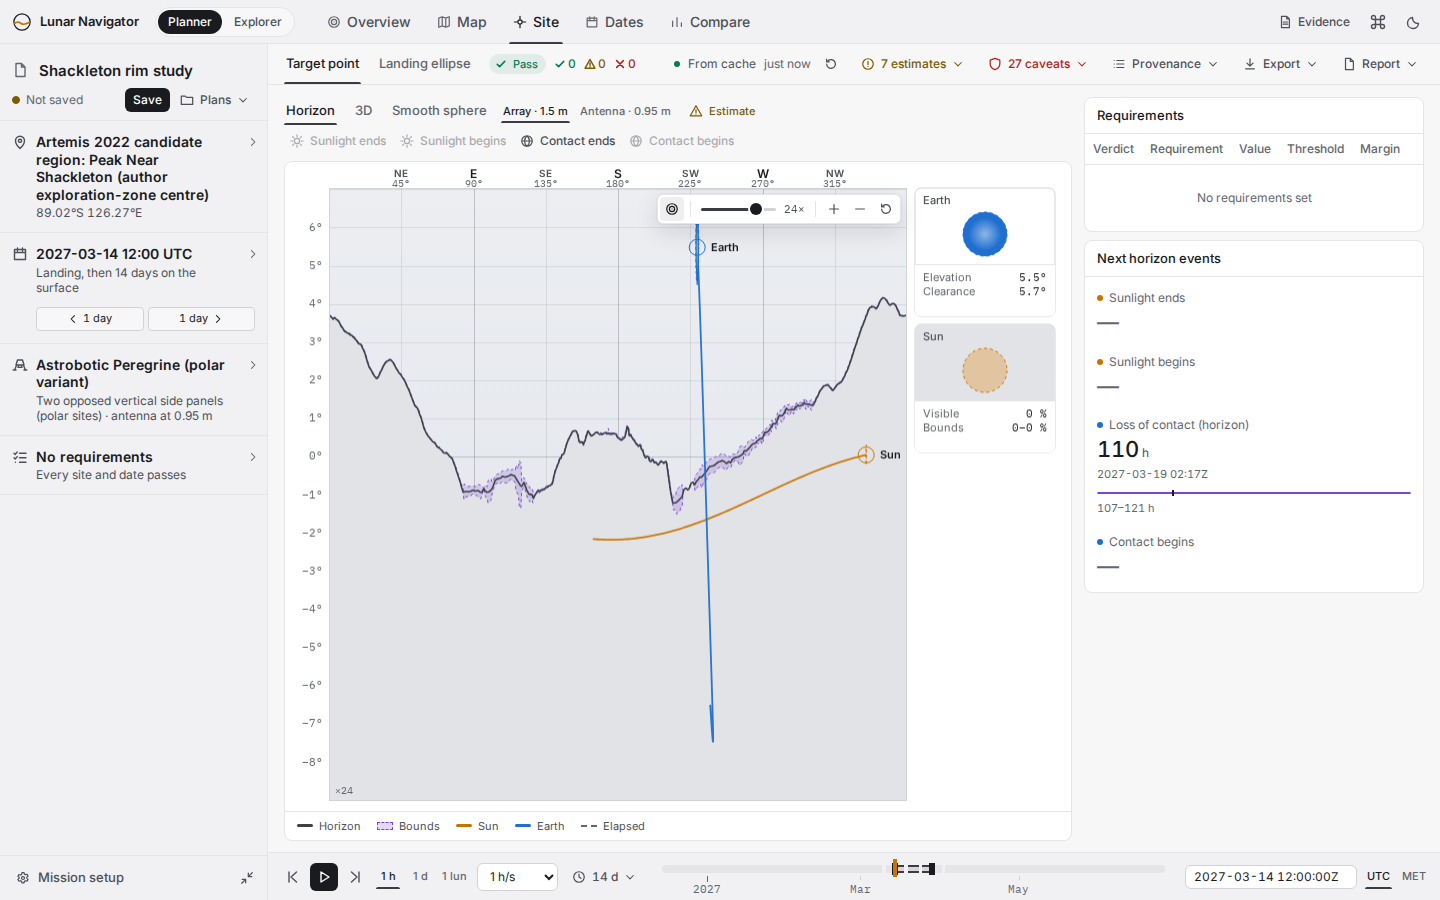 Lunar Navigator
Planner
Explorer
Overview
Map
Site
Dates
Compare
Evidence
Shackleton rim study
Not saved
Save
Plans
Artemis 2022 candidate
region: Peak Near
Shackleton (author
exploration-zone centre)
89.02°S 126.27°E
2027-03-14 12:00 UTC
Landing, then 14 days on the
surface
1 day
1 day
Astrobotic Peregrine (polar
variant)
Two opposed vertical side panels
(polar sites) · antenna at 0.95 m
No requirements
Every site and date passes
Mission setup
Target point
Landing ellipse
Pass
0
0
0
From cache just now
7 estimates
27 caveats
Provenance
Export
Report
Horizon
3D
Smooth sphere
Array · 1.5 m
Antenna · 0.95 m
Estimate
Sunlight ends
Sunlight begins
Contact ends
Contact begins
NE
E
SE
S
SW
W
NW
45°
90°
135°
180°
225°
270°
315°
24×
6°
5°
4°
3°
2°
1°
0°
−1°
−2°
−3°
−4°
−5°
−6°
−7°
−8°
Earth
Sun
×24
Earth
Elevation 5.5°
Clearance 5.7°
Sun
Visible 0 %
Bounds 0–0 %
Horizon
Bounds
Sun
Earth
Elapsed
Requirements
Verdict
Requirement
Value
Threshold
Margin
No requirements set
Next horizon events
Sunlight ends
—
Sunlight begins
—
Loss of contact (horizon)
110 h
2027-03-19 02:17Z
107–121 h
Contact begins
—
1 h
1 d
1 lun
1 h/s
14 d
2027
Mar
May
2027-03-14 12:00:00Z
UTC
MET